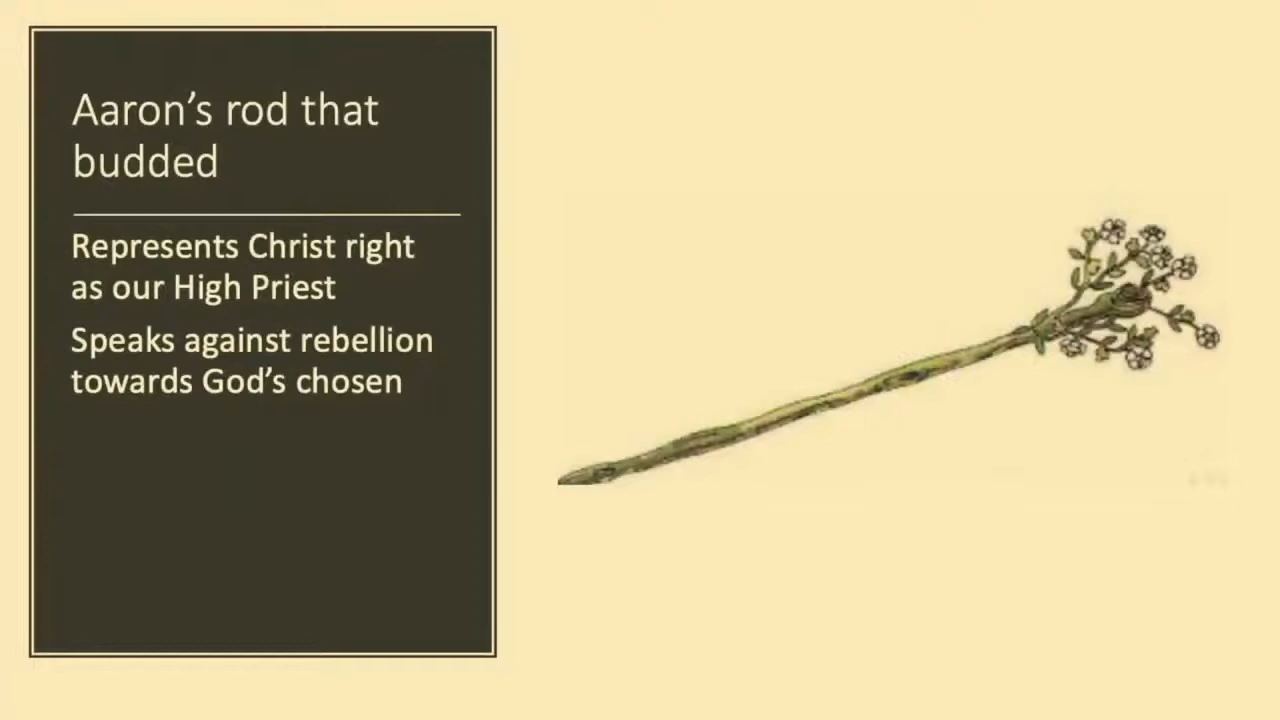 Aaron’s rod that
budded
Represents Christ right
as our High Priest
Speaks against rebellion
towards God’s chosen